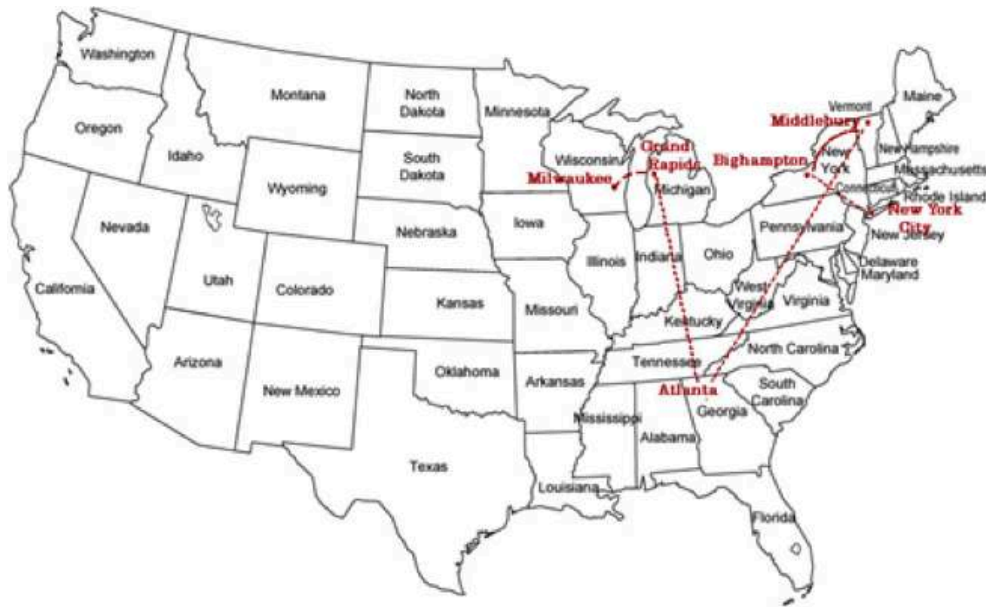 Washington
Maine
Montana
North
Dakota
Minnesota
Vermont
Oregon
Middlebury
Idaho
South
Dakota
Wisconsin
Grand
Rapids
Bighampton
New
York
New Hampshire
Massachusetts
Wyoming
Milwaukee
Michigan
Connecticut
Rhode Island
New York
City
Iowa
Nevada
Nebraska
Pennsylvania
New Jersey
Illinois
Indiana
Ohio
Delaware
Maryland
Utah
Colorado
California
Kansas
Missouri
West
Virginia
Virginia
Kentucky
Arizona
New Mexico
Oklahoma
Arkansas
Tennessee
North Carolina
Atlanta
South
Carolina
Mississippi
Georgia
Alabama
Texas
Louisiana
Florida